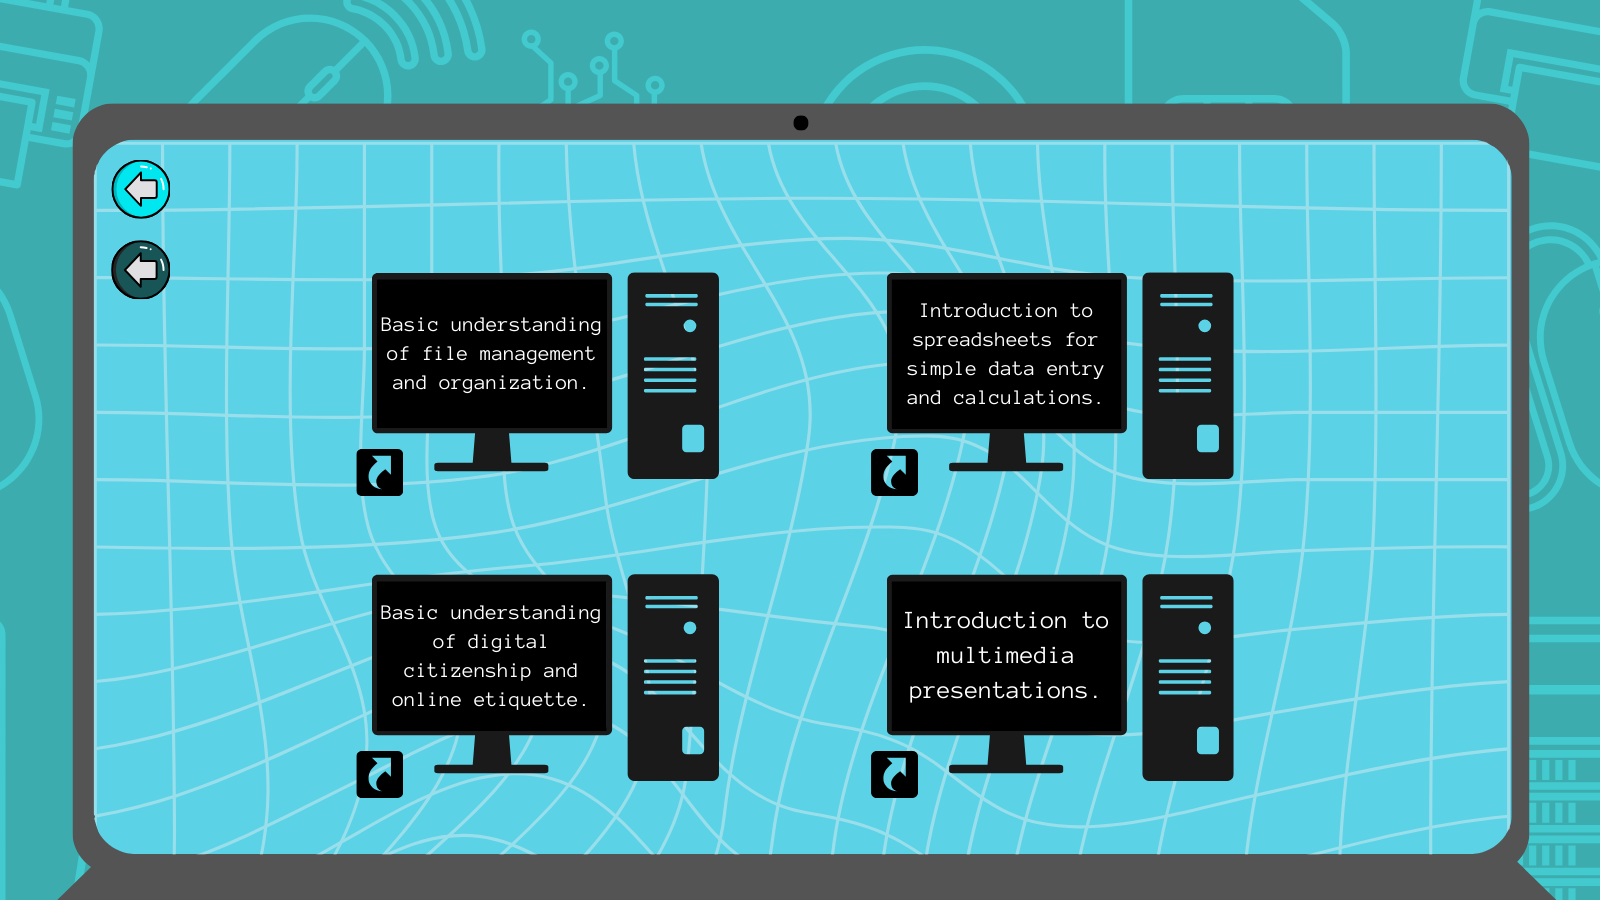 Basic understanding
of file management
and organization.
Introduction to
spreadsheets for
simple data entry
and calculations.
Basic understanding
of digital
citizenship and
online etiquette.
Introduction to
multimedia
presentations.